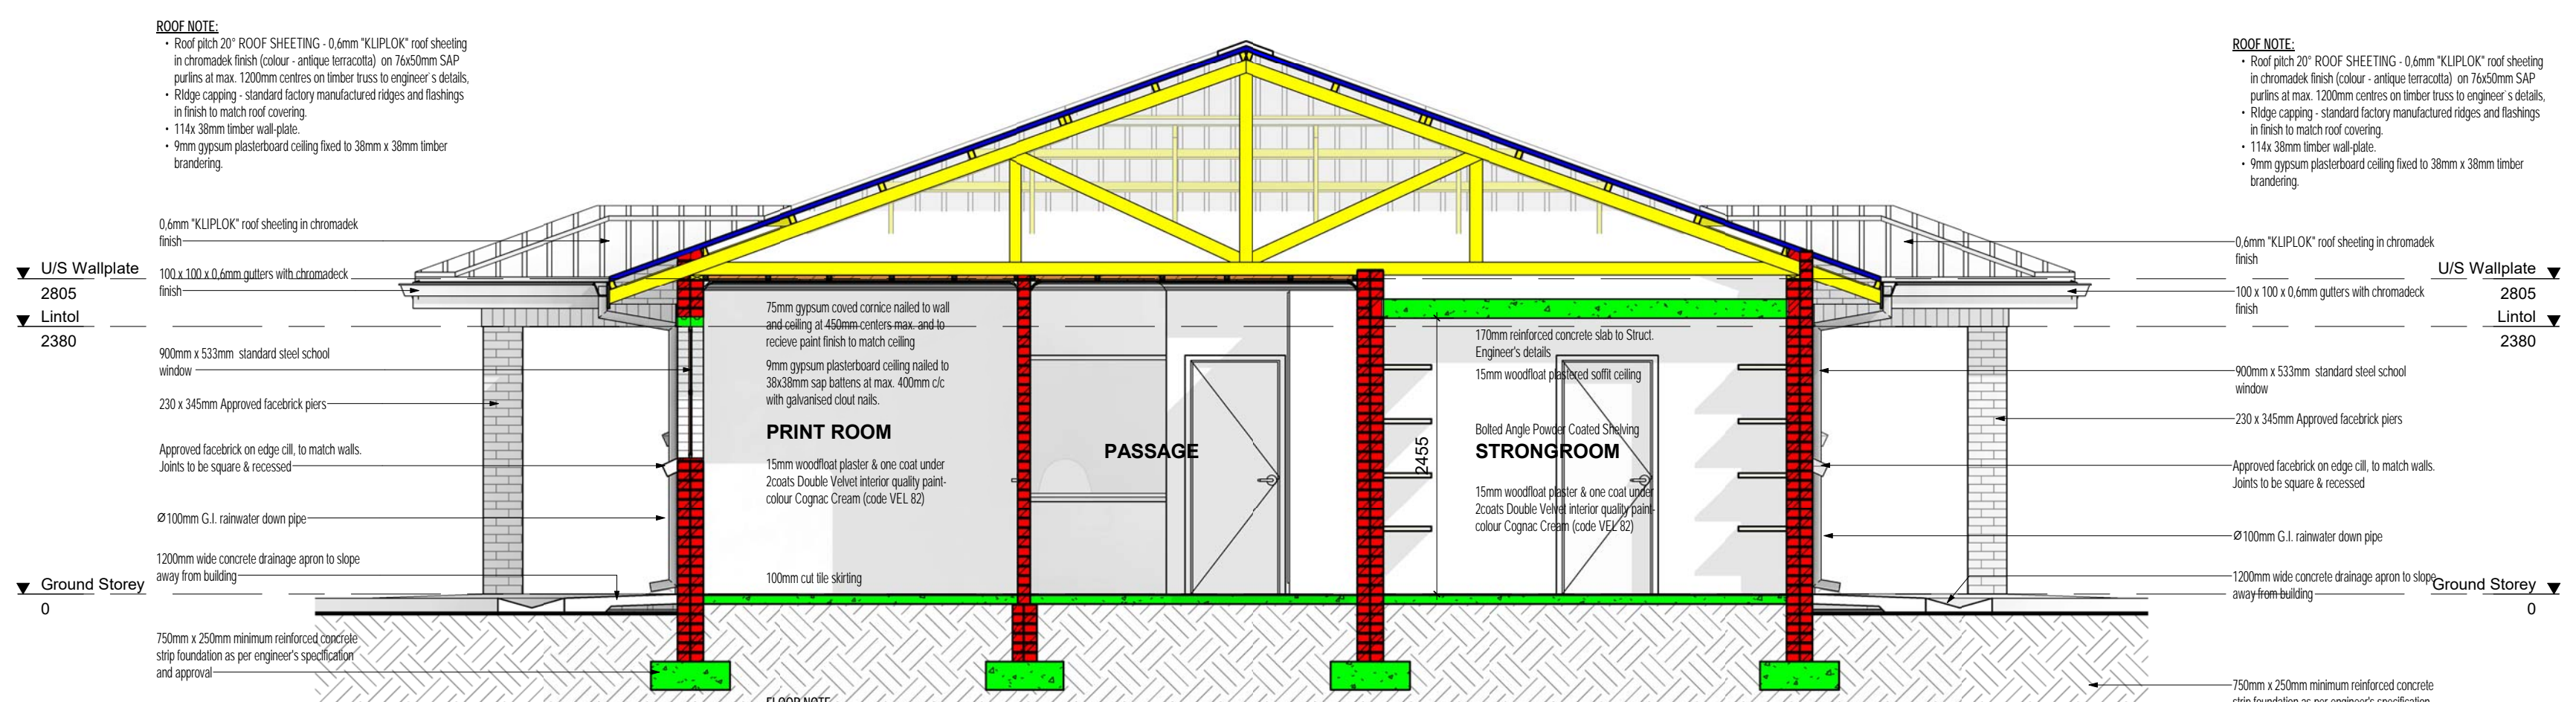 ROOF NOTE:
• Roof pitch 20° ROOF SHEETING - 0,6mm "KLIPLOK" roof sheeting
in chromadek finish (colour - antique terracotta) on 76x50mm SAP
purlins at max. 1200mm centres on timber truss to engineer`s details,
• RIdge capping - standard factory manufactured ridges and flashings
in finish to match roof covering.
• 114x 38mm timber wall-plate.
• 9mm gypsum plasterboard ceiling fixed to 38mm x 38mm timber
brandering.
0,6mm "KLIPLOK" roof sheeting in chromadek
finish
U/S Wallplate
2805
100 x 100 x 0,6mm gutters with chromadeck
finish
Lintol
2380
900mm x 533mm standard steel school
window
230 x 345mm Approved facebrick piers
Approved facebrick on edge cill, to match walls.
Joints to be square & recessed
Ø100mm G.I. rainwater down pipe
1200mm wide concrete drainage apron to slope
away from building
Ground Storey
0
750mm x 250mm minimum reinforced concrete
strip foundation as per engineer's specification
and approval
75mm gypsum coved cornice nailed to wall
and ceiling at 450mm centers max. and to
recieve paint finish to match ceiling
9mm gypsum plasterboard ceiling nailed to
38x38mm sap battens at max. 400mm c/c
with galvanised clout nails.
PRINT ROOM
15mm woodfloat plaster & one coat under
2coats Double Velvet interior quality paint-
colour Cognac Cream (code VEL 82)
100mm cut tile skirting
FLOOR NOTE
PASSAGE
2455
170mm reinforced concrete slab to Struct.
Engineer's details
15mm woodfloat plastered soffit ceiling
Bolted Angle Powder Coated Shelving
STRONGROOM
15mm woodfloat plaster & one coat under
2coats Double Velvet interior quality paint-
colour Cognac Cream (code VEL 82)
ROOF NOTE:
• Roof pitch 20° ROOF SHEETING - 0,6mm "KLIPLOK" roof sheeting
in chromadek finish (colour - antique terracotta) on 76x50mm SAP
purlins at max. 1200mm centres on timber truss to engineer`s details,
• RIdge capping - standard factory manufactured ridges and flashings
in finish to match roof covering.
• 114x 38mm timber wall-plate.
• 9mm gypsum plasterboard ceiling fixed to 38mm x 38mm timber
brandering.
0,6mm "KLIPLOK" roof sheeting in chromadek
finish
U/S Wallplate
2805
100 x 100 x 0,6mm gutters with chromadeck
finish
Lintol
2380
900mm x 533mm standard steel school
window
230 x 345mm Approved facebrick piers
Approved facebrick on edge cill, to match walls.
Joints to be square & recessed
Ø100mm G.I. rainwater down pipe
1200mm wide concrete drainage apron to slope
away from building
Ground Storey
0
750mm x 250mm minimum reinforced concrete
strip foundation as per engineer's specification